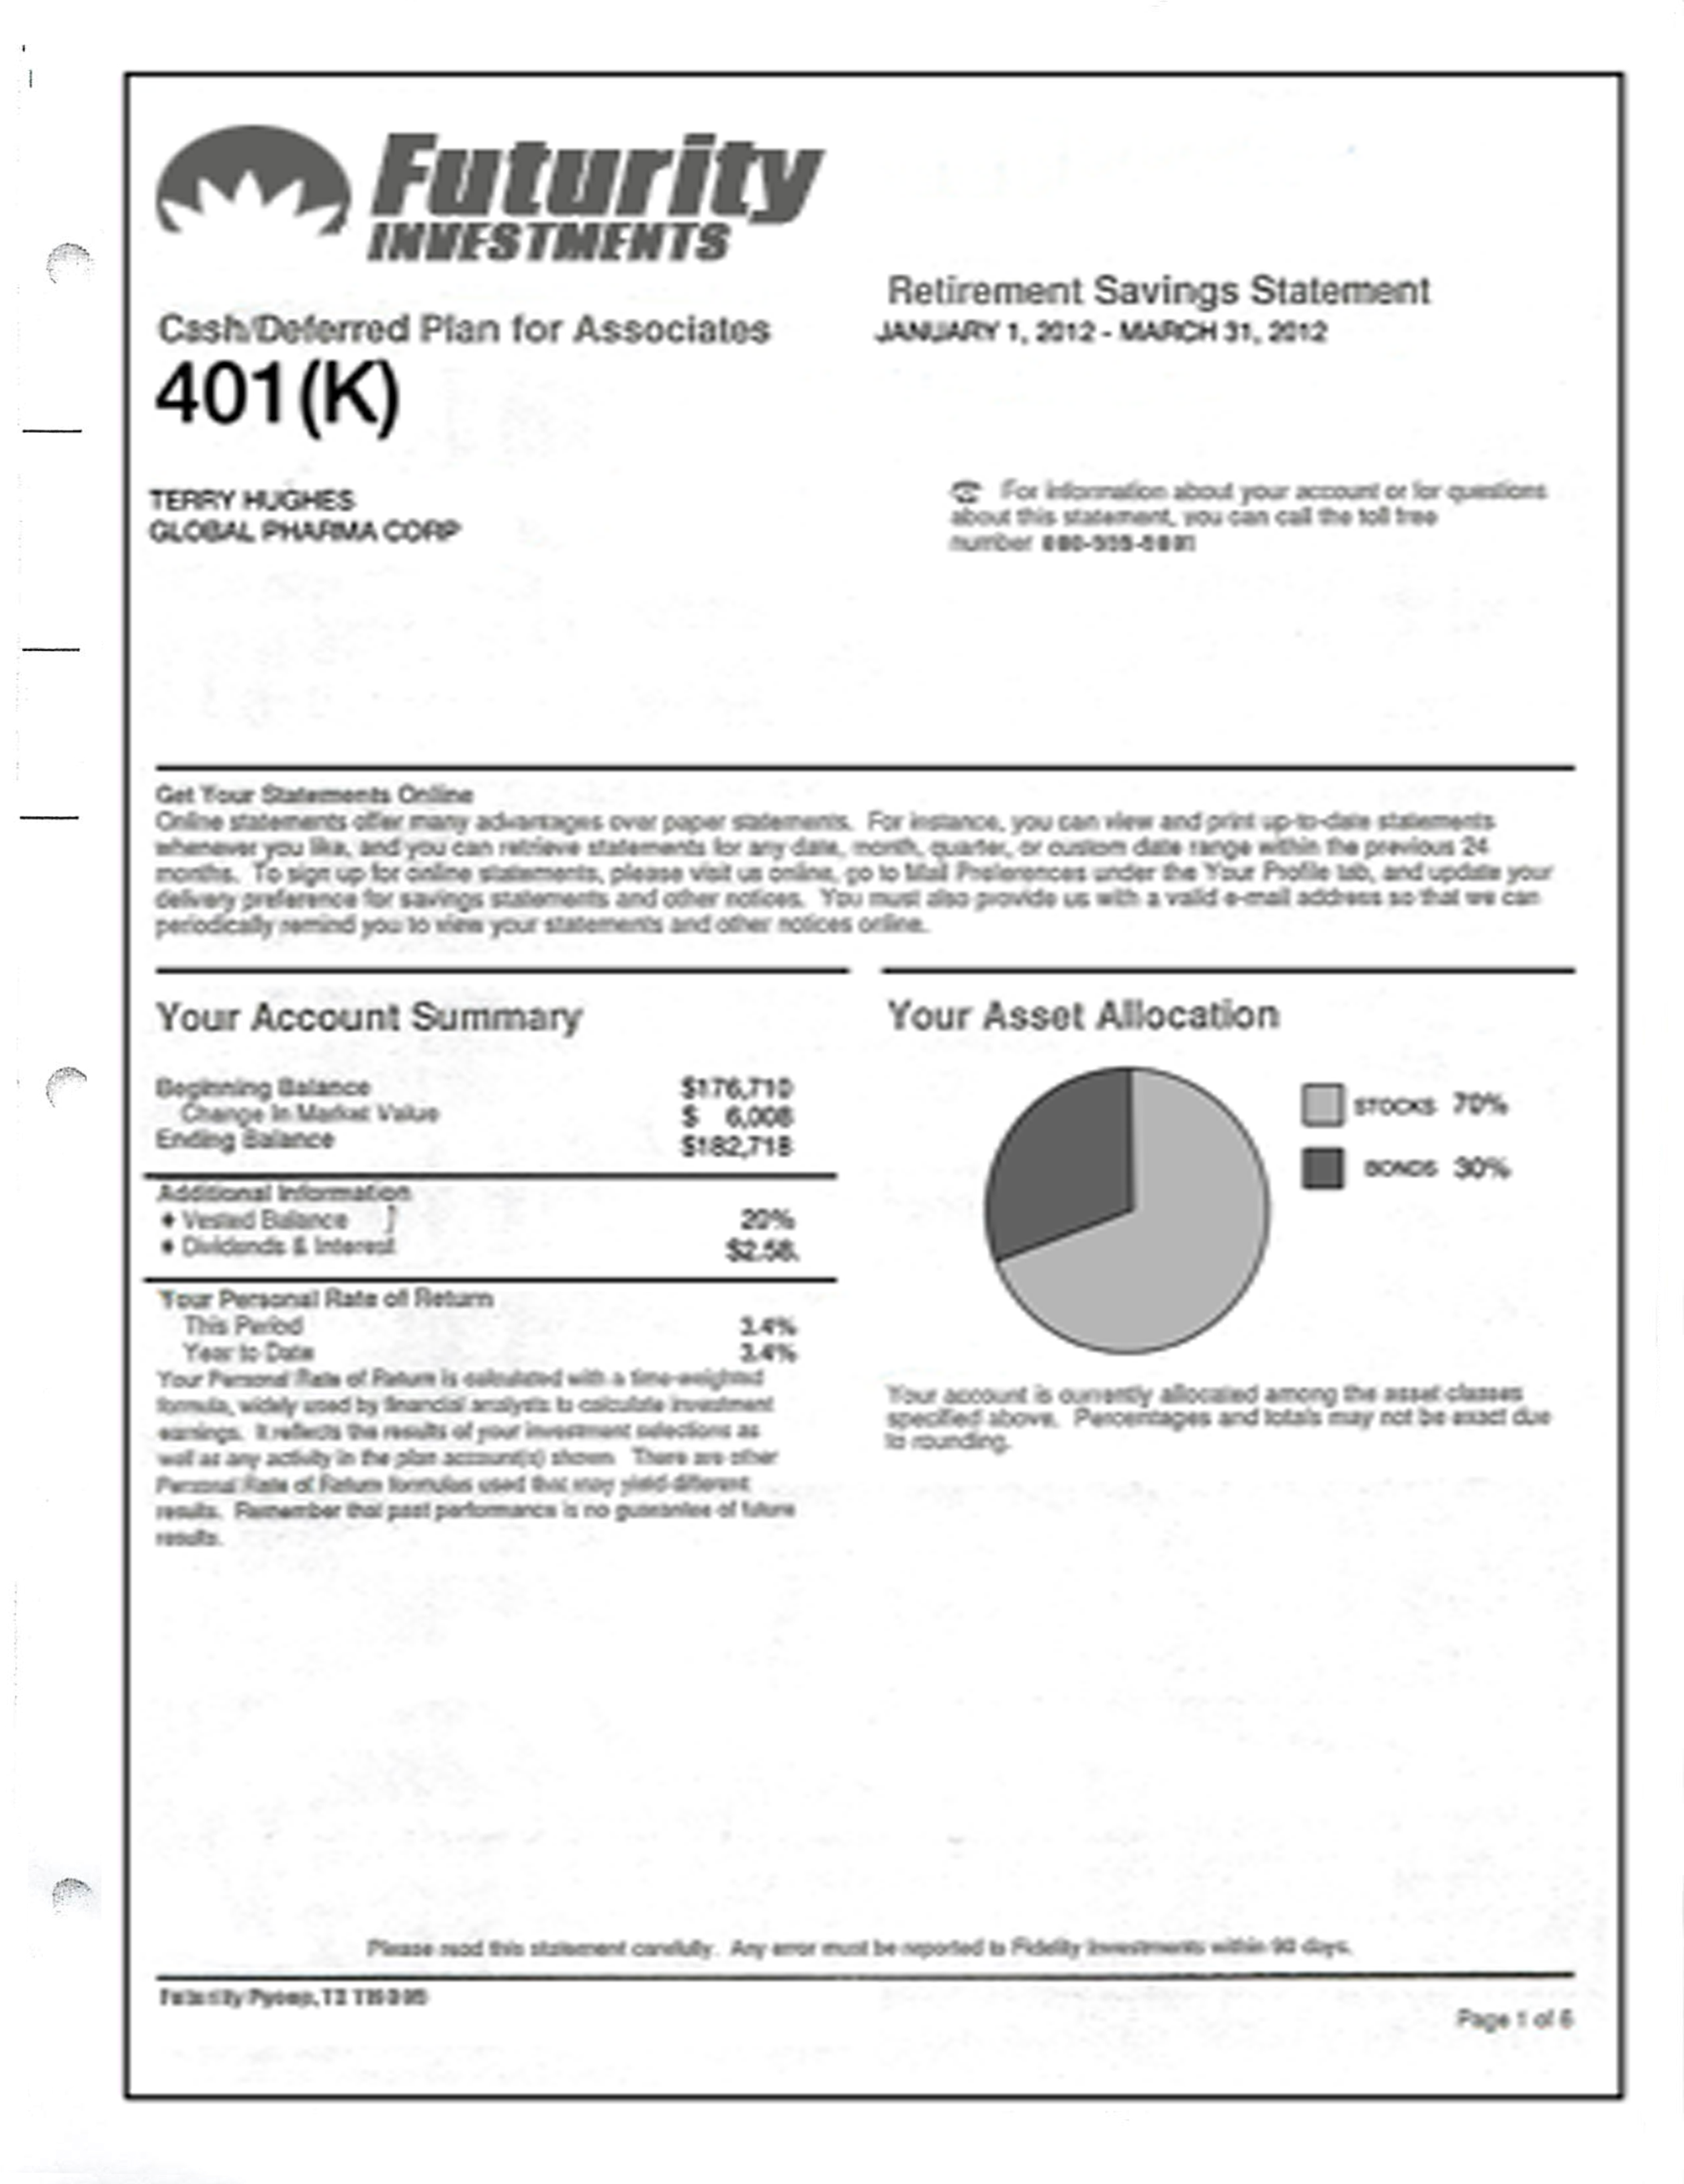 Futurity
INVESTMENTS
Retirement Savings Statement
Cash/Deferred Plan for Associates
JANUARY 1, 2012 - MARCH 31, 2012
401(K)
TERRY HUGHES
GLOBAL PHARMA CORP
For information about your account or for questions
about this statement, you can call the toll free
number
Get Your Statements Online
Online statements offer many advantages over paper statements. For instance, you can view and print up-to-date statements
whenever you like, and you can retrieve statements for any date, month, quarter, or custom date range within the previous 24
months. To sign up for online statements, please visit us online, go to Mail Preferences under the Your Profile tab, and update your
delivery preference for savings statements and other notices. You must also provide us with a valid e-mail address so that we can
periodically remind you to view your statements and other notices online.
Your Account Summary
Beginning Balance $176,710
Change In Market Value $ 6,008
Ending Balance $182,718
Additional Information
♦ Vested Balance 20%
♦ Dividends & Interest $2.58.
Your Personal Rate of Return
This Period 3.4%
Year to Date 3.4%
Your Personal Rate of Return is calculated with a time-weighted
formula, widely used by financial analysts to calculate investment
earnings. It reflects the results of your investment selections as
well as any activity in the plan account(s) shown. There are other
Personal Rate of Return formulas used that may yield different
results. Remember that past performance is no guarantee of future
results.
Your Asset Allocation
STOCKS 70%
BONDS 30%
Your account is currently allocated among the asset classes
specified above. Percentages and totals may not be exact due
to rounding.
Please read this statement carefully. Any error must be reported to Fidelity Investments within 90 days.
Page 1 of 6